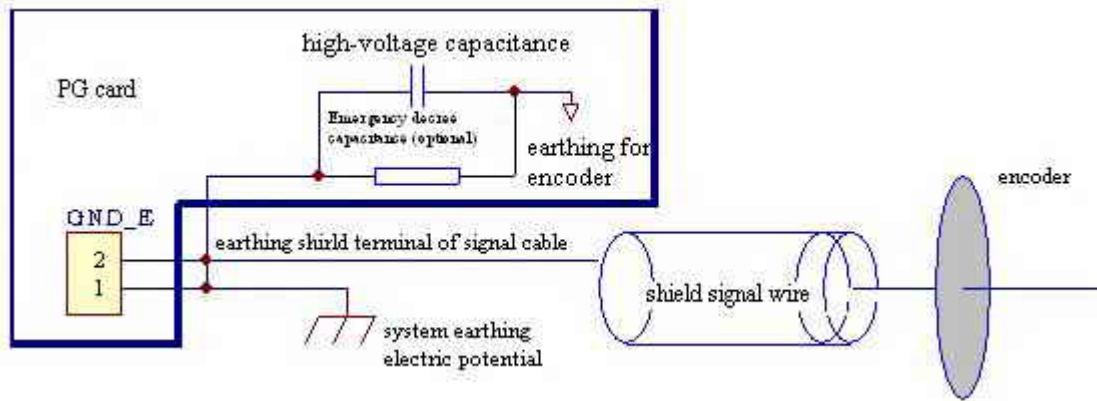 high-voltage capacitance
PG card
Emergency decree
capacitance (optional)
earthing for
encoder
encoder
GND_E
earthing shirld terminal of signal cable
2
1
shield signal wire
system earthing
electric potential